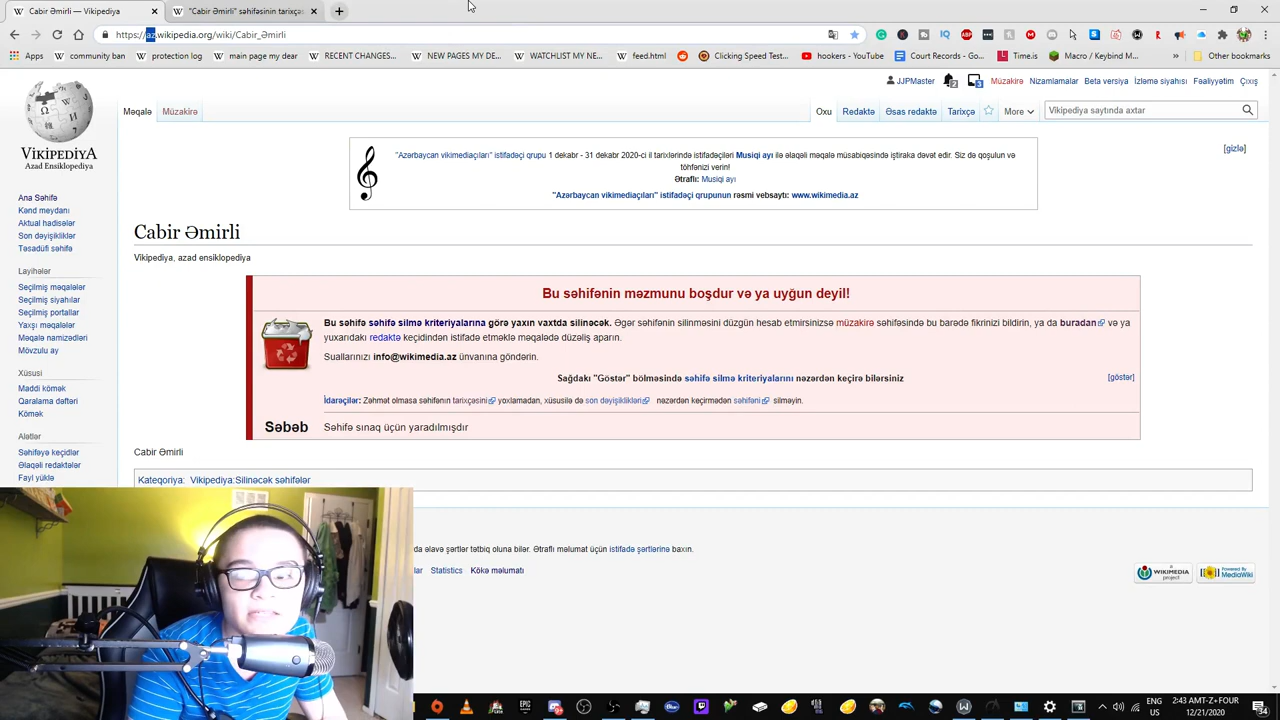 Cabir Əmirli - Vikipediya
"Cabir Əmirli" səhifəsinin tarixçə
https://az.wikipedia.org/wiki/Cabir_Əmirli
Apps
community ban
protection log
main page my dear
RECENT CHANGES...
NEW PAGES MY DE...
WATCHLIST MY NE...
feed.html
Clicking Speed Test...
hookers - YouTube
Court Records : Go...
Time.is
Macro / Keybind M...
Other bookmarks
JJPMaster
2
3
Müzakirə
Nizamlamalar
Beta versiya
İzləmə siyahısı
Fəaliyyətim
Çıxış
VİKİPEDİYA
Azad Ensiklopediya
Məqalə
Müzakirə
Oxu
Redaktə
Əsas redaktə
Tarixçə
More
Vikipediya saytında axtar
"Azərbaycan vikimediaçıları" istifadəçi qrupu 1 dekabr - 31 dekabr 2020-ci il tarixlərində istifadəçiləri Musiqi ayı ilə əlaqəli məqalə müsabiqəsində iştiraka dəvət edir. Siz də qoşulun və
töhfənizi verin!
Ətraflı: Musiqi ayı
"Azərbaycan vikimediaçıları" istifadəçi qrupunun rəsmi vebsaytı: www.wikimedia.az
[gizlə]
Cabir Əmirli
Vikipediya, azad ensiklopediya
Bu səhifənin məzmunu boşdur və ya uyğun deyil!
Bu səhifə səhifə silmə kriteriyalarına görə yaxın vaxtda silinəcək. Əgər səhifənin silinməsini düzgün hesab etmirsinizsə müzakirə səhifəsində bu barədə fikrinizi bildirin, ya da buradan və ya
yuxarıdakı redaktə keçidindən istifadə etməklə məqalədə düzəliş aparın.
Suallarınızı info@wikimedia.az ünvanına göndərin.
Sağdakı "Göstər" bölməsində səhifə silmə kriteriyalarını nəzərdən keçirə bilərsiniz
[göstər]
İdarəçilər: Zəhmət olmasa səhifənin tarixçəsini yoxlamadan, xüsusilə də son dəyişiklikləri nəzərdən keçirmədən səhifəni silməyin.
Səbəb
Səhifə sınaq üçün yaradılmışdır
Cabir Əmirli
Kateqoriya: Vikipediya:Silinəcək səhifələr
Ana Səhifə
Kənd meydanı
Aktual hadisələr
Son dəyişikliklər
Təsadüfi səhifə
Layihələr
Seçilmiş məqalələr
Seçilmiş siyahılar
Seçilmiş portallar
Yaxşı məqalələr
Məqalə namizədləri
Mövzulu ay
Xüsusi
Maddi kömək
Qaralama dəftəri
Kömək
Alətlər
Səhifəyə keçidlər
Əlaqəli redaktələr
Fayl yüklə
da əlavə şərtlər tətbiq oluna bilər. Ətraflı məlumat üçün istifadə şərtlərinə baxın.
lar
Statistics
Kökə məlumatı
a WIKIMEDIA project
Powered By MediaWiki
ENG
US
2:43 AMT-Z+FOUR
12/21/2020